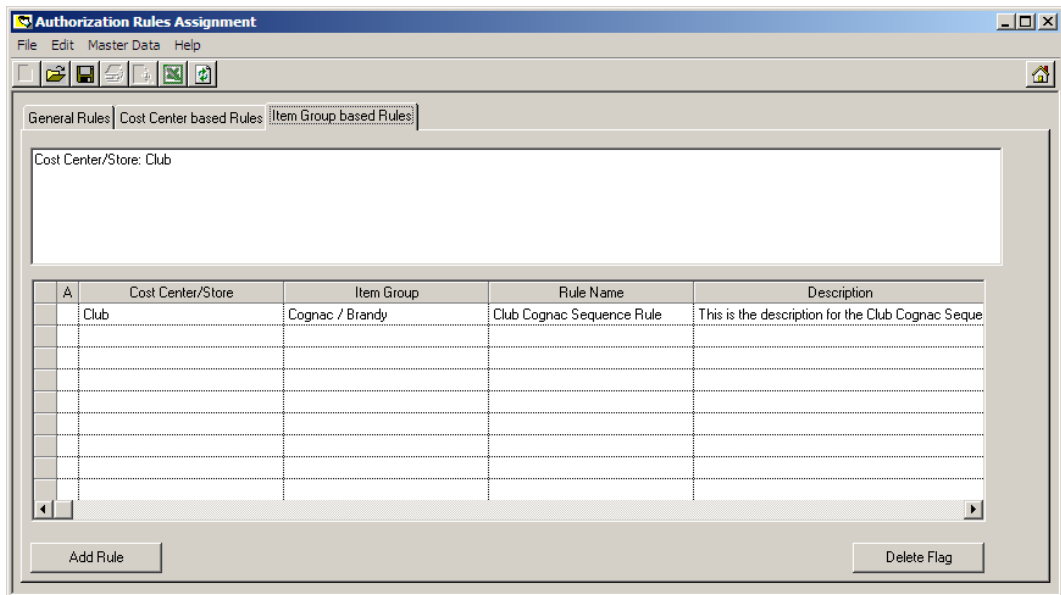 Authorization Rules Assignment
File Edit Master Data Help
General Rules Cost Center based Rules Item Group based Rules
Cost Center/Store: Club
A Cost Center/Store Item Group Rule Name Description
Club Cognac / Brandy Club Cognac Sequence Rule This is the description for the Club Cognac Seque
Add Rule Delete Flag